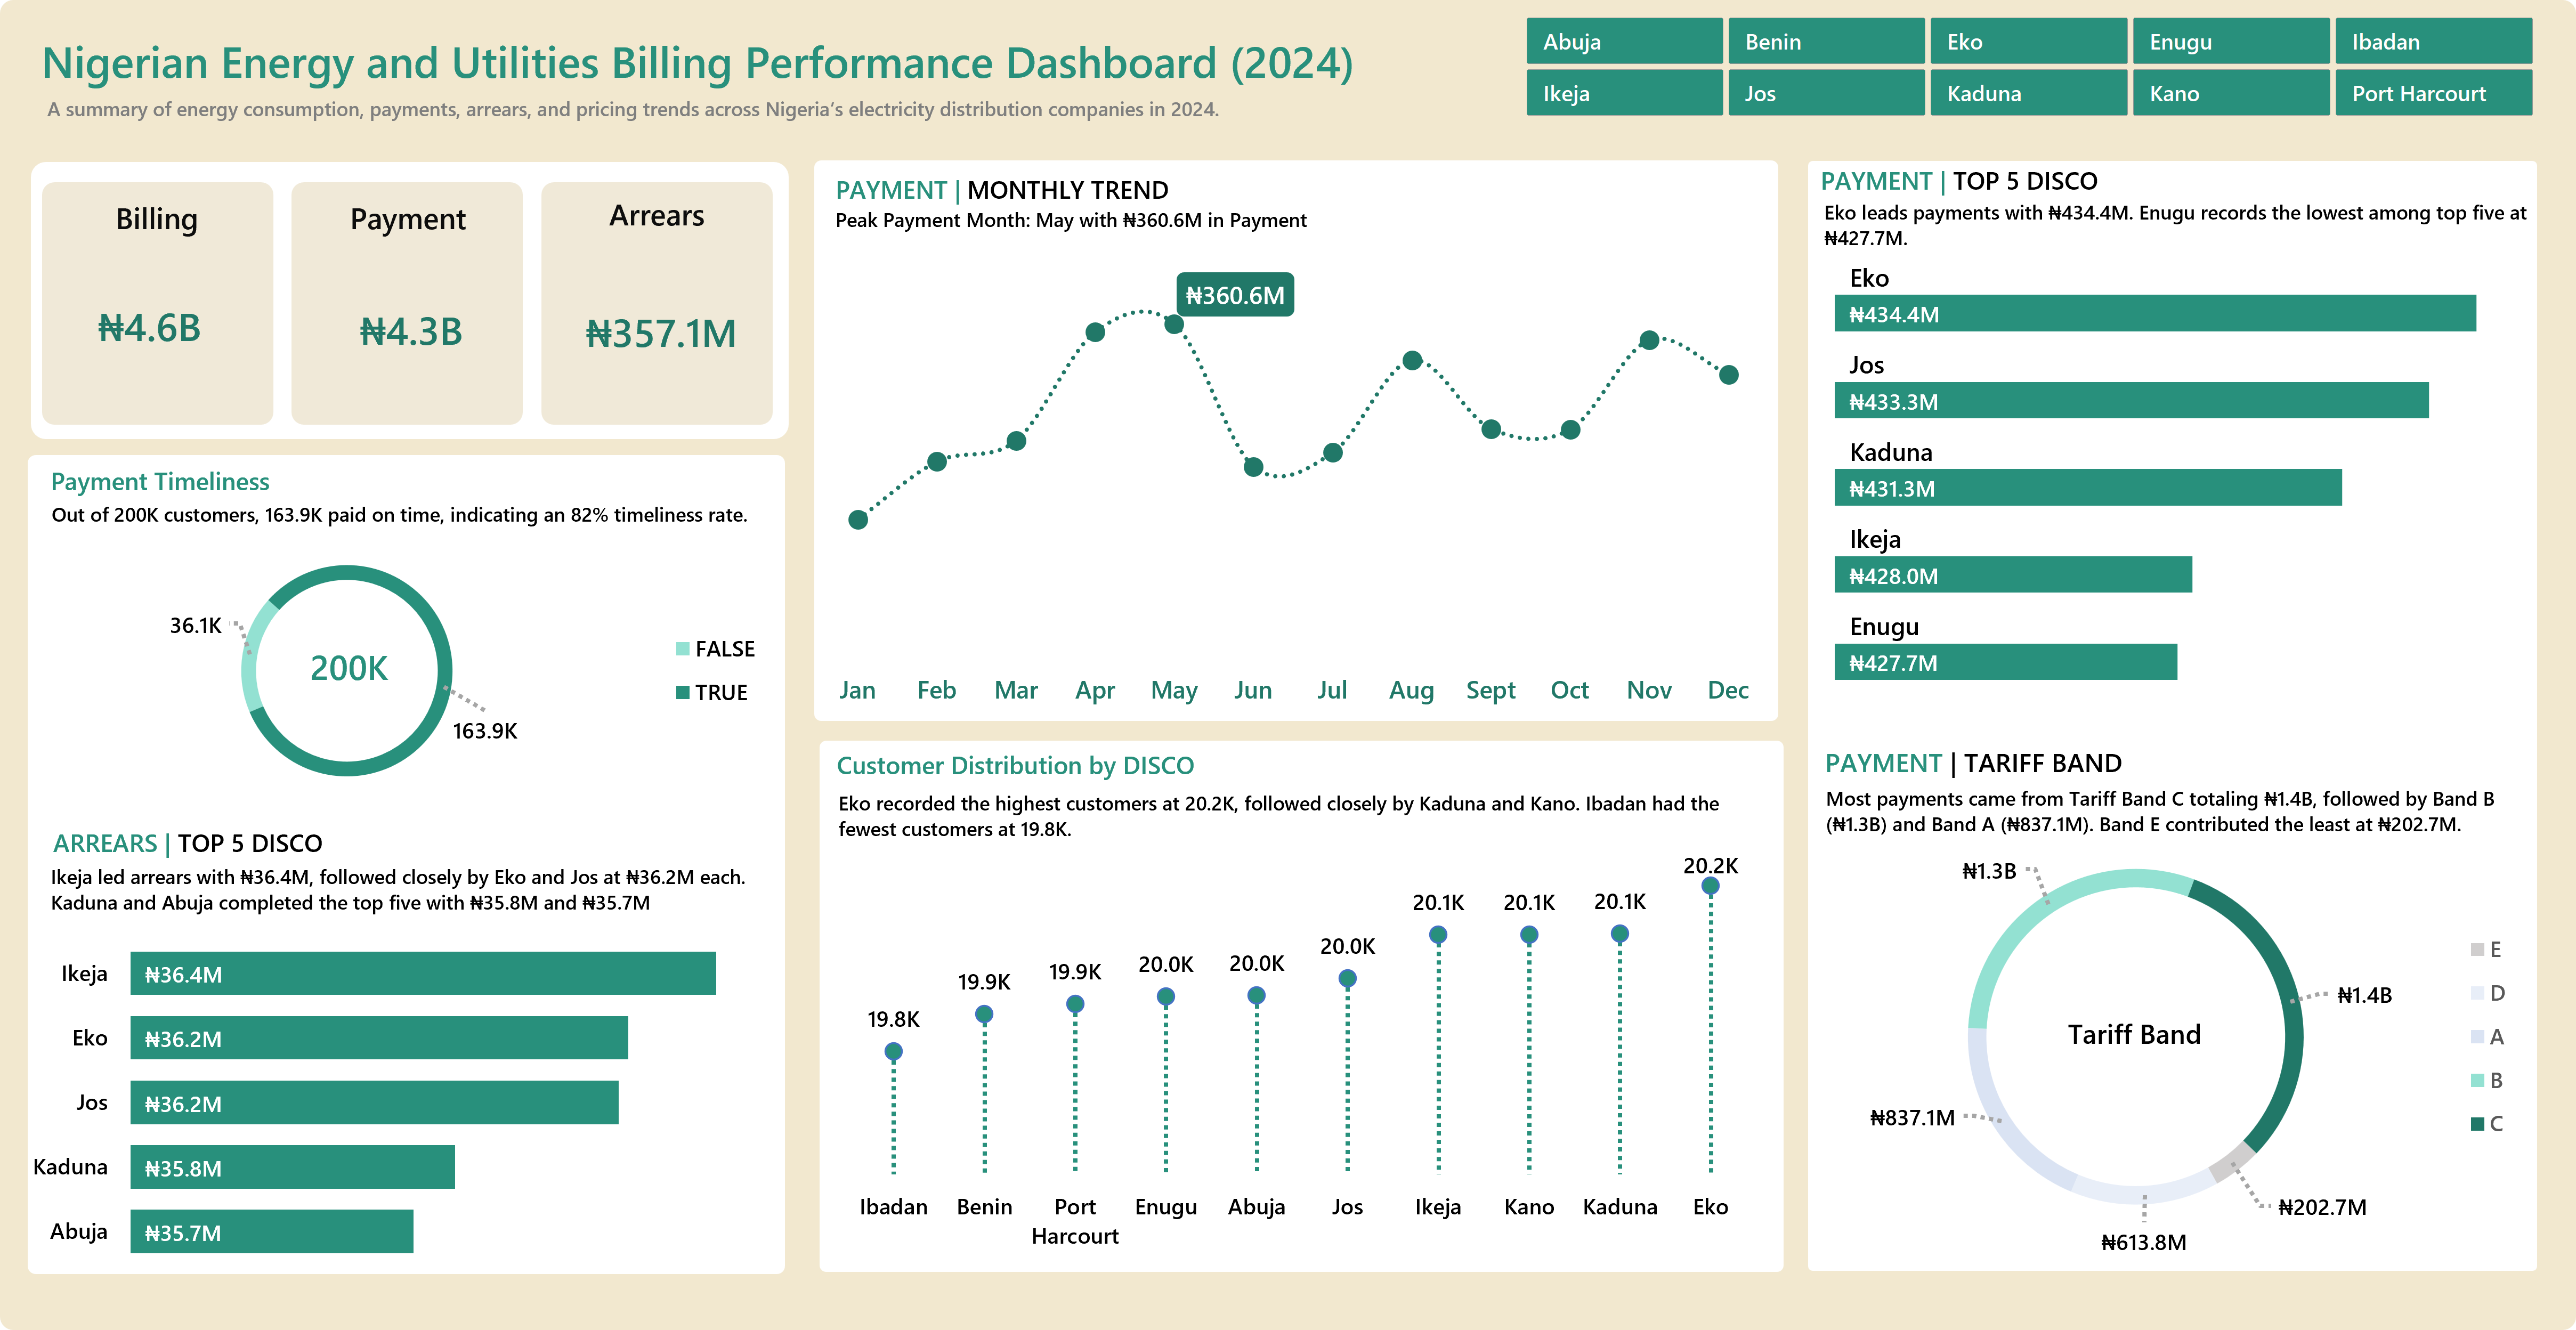 Nigerian Energy and Utilities Billing Performance Dashboard (2024)
A summary of energy consumption, payments, arrears, and pricing trends across Nigeria’s electricity distribution companies in 2024.
Abuja
Benin
Eko
Enugu
Ibadan
Ikeja
Jos
Kaduna
Kano
Port Harcourt
Billing
₦4.6B
Payment
₦4.3B
Arrears
₦357.1M
Payment Timeliness
Out of 200K customers, 163.9K paid on time, indicating an 82% timeliness rate.
36.1K
200K
163.9K
FALSE
TRUE
ARREARS | TOP 5 DISCO
Ikeja led arrears with ₦36.4M, followed closely by Eko and Jos at ₦36.2M each.
Kaduna and Abuja completed the top five with ₦35.8M and ₦35.7M
Ikeja ₦36.4M
Eko ₦36.2M
Jos ₦36.2M
Kaduna ₦35.8M
Abuja ₦35.7M
PAYMENT | MONTHLY TREND
Peak Payment Month: May with ₦360.6M in Payment
₦360.6M
Jan Feb Mar Apr May Jun Jul Aug Sept Oct Nov Dec
Customer Distribution by DISCO
Eko recorded the highest customers at 20.2K, followed closely by Kaduna and Kano. Ibadan had the
fewest customers at 19.8K.
19.8K 19.9K 19.9K 20.0K 20.0K 20.0K 20.1K 20.1K 20.1K 20.2K
Ibadan Benin Port Enugu Abuja Jos Ikeja Kano Kaduna Eko
Harcourt
PAYMENT | TOP 5 DISCO
Eko leads payments with ₦434.4M. Enugu records the lowest among top five at
₦427.7M.
Eko
₦434.4M
Jos
₦433.3M
Kaduna
₦431.3M
Ikeja
₦428.0M
Enugu
₦427.7M
PAYMENT | TARIFF BAND
Most payments came from Tariff Band C totaling ₦1.4B, followed by Band B
(₦1.3B) and Band A (₦837.1M). Band E contributed the least at ₦202.7M.
₦1.3B
₦1.4B
Tariff Band
₦837.1M
₦202.7M
₦613.8M
E
D
A
B
C